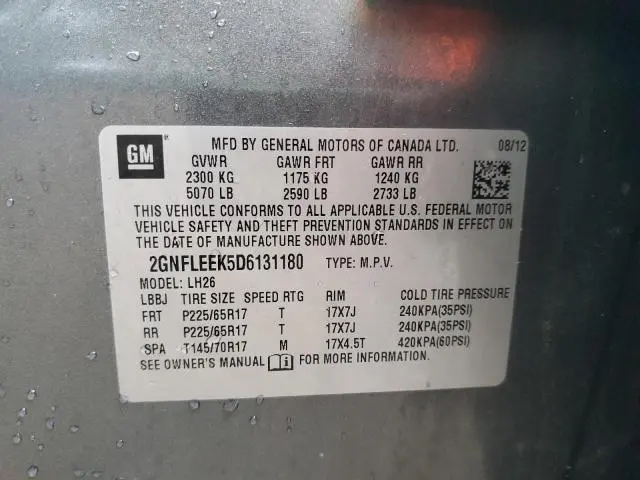 GM
MFD BY GENERAL MOTORS OF CANADA LTD. 08/12
GVWR GAWR FRT GAWR RR
2300 KG 1175 KG 1240 KG
5070 LB 2590 LB 2733 LB
THIS VEHICLE CONFORMS TO ALL APPLICABLE U.S. FEDERAL MOTOR
VEHICLE SAFETY AND THEFT PREVENTION STANDARDS IN EFFECT ON
THE DATE OF MANUFACTURE SHOWN ABOVE.
2GNFLEEK5D6131180 TYPE: M.P.V.
MODEL: LH26
LBBJ TIRE SIZE SPEED RTG RIM COLD TIRE PRESSURE
FRT P225/65R17 T 17X7J 240KPA(35PSI)
RR P225/65R17 T 17X7J 240KPA(35PSI)
SPA T145/70R17 M 17X4.5T 420KPA(60PSI)
SEE OWNER'S MANUAL FOR MORE INFORMATION.